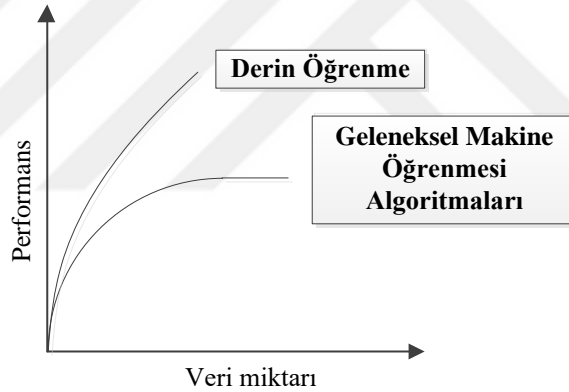 Derin Öğrenme
Geleneksel Makine
Öğrenmesi
Algoritmaları
Performans
Veri miktarı